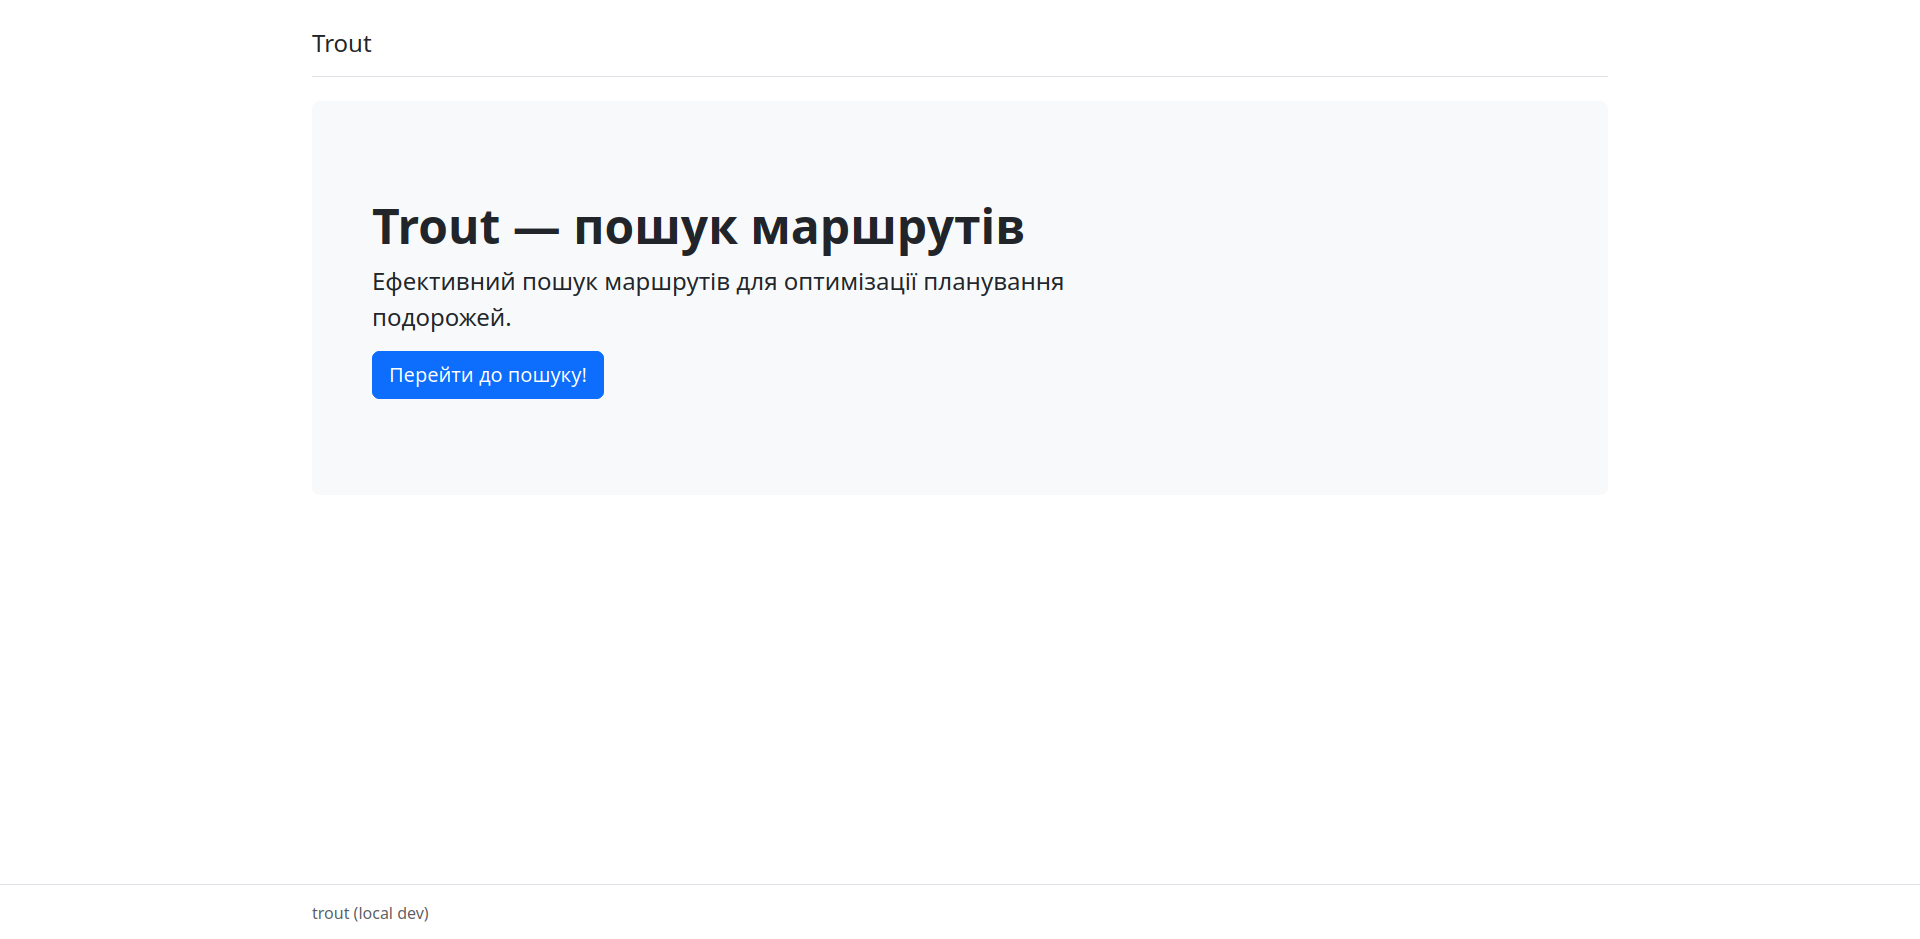 Trout
Trout — пошук маршрутів
Ефективний пошук маршрутів для оптимізації планування
подорожей.
Перейти до пошуку!
trout (local dev)